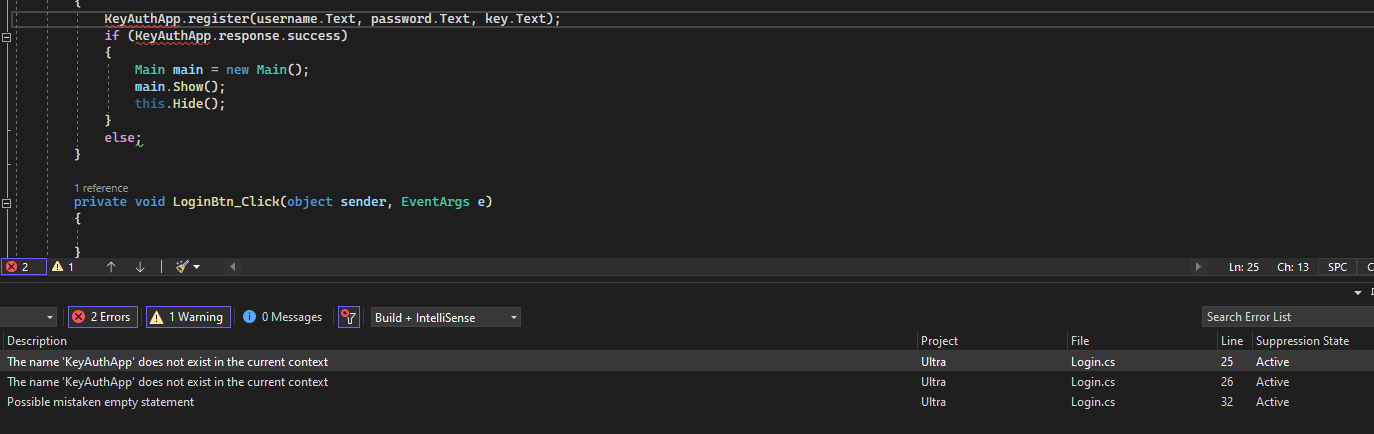 {
KeyAuthApp.register(username.Text, password.Text, key.Text);
if (KeyAuthApp.response.success)
{
Main main = new Main();
main.Show();
this.Hide();
}
else;
}
1 reference
private void LoginBtn_Click(object sender, EventArgs e)
{
}
2 1 Ln: 25 Ch: 13 SPC C
2 Errors 1 Warning 0 Messages Build + IntelliSense Search Error List
Description Project File Line Suppression State
The name 'KeyAuthApp' does not exist in the current context Ultra Login.cs 25 Active
The name 'KeyAuthApp' does not exist in the current context Ultra Login.cs 26 Active
Possible mistaken empty statement Ultra Login.cs 32 Active